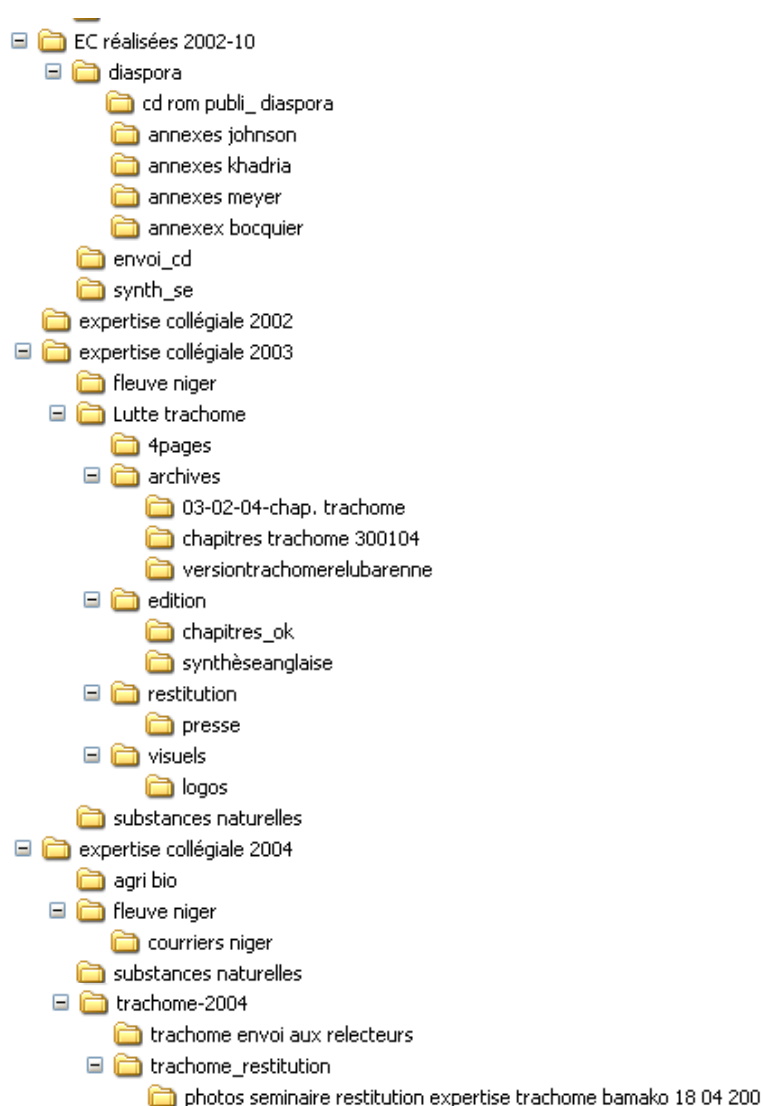 EC réalisées 2002-10
diaspora
cd rom publi_ diaspora
annexes johnson
annexes khadria
annexes meyer
annexex bocquier
envoi_cd
synth_se
expertise collégiale 2002
expertise collégiale 2003
fleuve niger
Lutte trachome
4pages
archives
03-02-04-chap. trachome
chapitres trachome 300104
versiontrachomerelubarenne
edition
chapitres_ok
synthèseanglaise
restitution
presse
visuels
logos
substances naturelles
expertise collégiale 2004
agri bio
fleuve niger
courriers niger
substances naturelles
trachome-2004
trachome envoi aux relecteurs
trachome_restitution
photos seminaire restitution expertise trachome bamako 18 04 200